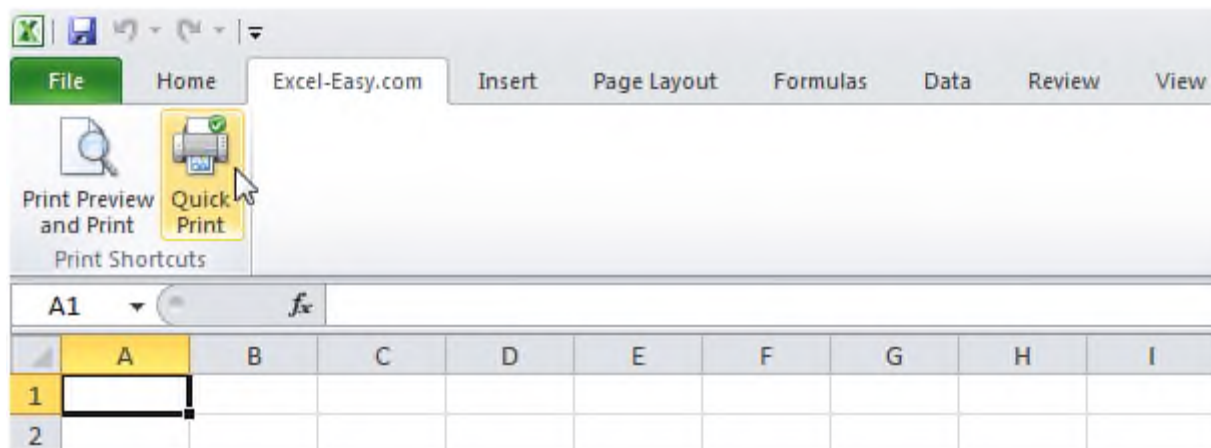 File Home Excel-Easy.com Insert Page Layout Formulas Data Review View
Print Preview and Print
Quick Print
Print Shortcuts
A1 fx
A B C D E F G H I
1
2